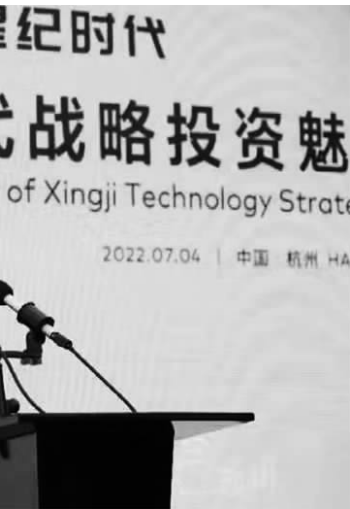 纪时代
战略投资魅
of Xingji Technology Strate
2022.07.04 | 中国 杭州 HA